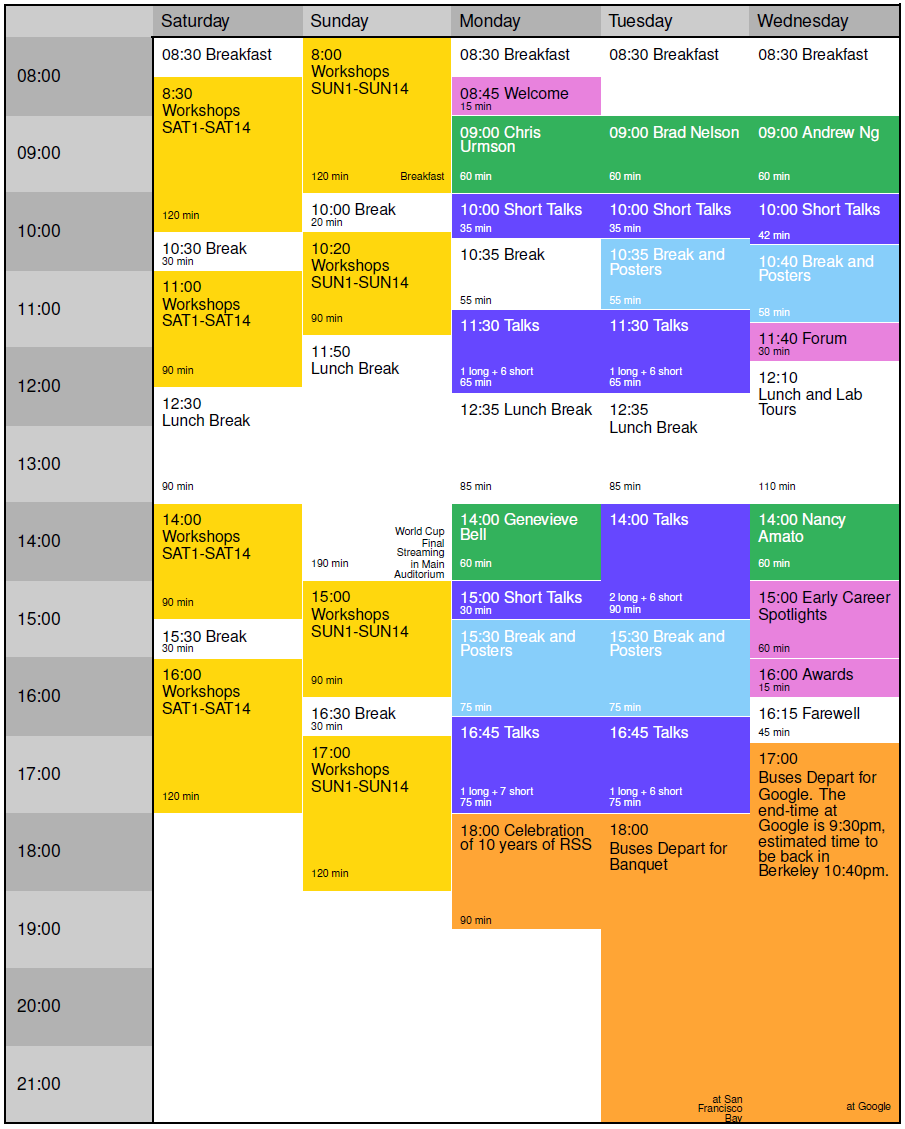 Saturday
Sunday
Monday
Tuesday
Wednesday
08:00
09:00
10:00
11:00
12:00
13:00
14:00
15:00
16:00
17:00
18:00
19:00
20:00
21:00
08:30 Breakfast
8:30
Workshops
SAT1-SAT14
120 min
10:30 Break
30 min
11:00
Workshops
SAT1-SAT14
90 min
12:30
Lunch Break
90 min
14:00
Workshops
SAT1-SAT14
90 min
15:30 Break
30 min
16:00
Workshops
SAT1-SAT14
120 min
8:00
Workshops
SUN1-SUN14
120 min
Breakfast
10:00 Break
20 min
10:20
Workshops
SUN1-SUN14
90 min
11:50
Lunch Break
190 min
World Cup
Final
Streaming
in Main
Auditorium
15:00
Workshops
SUN1-SUN14
90 min
16:30 Break
30 min
17:00
Workshops
SUN1-SUN14
120 min
08:30 Breakfast
08:45 Welcome
15 min
09:00 Chris
Urmson
60 min
10:00 Short Talks
35 min
10:35 Break
55 min
11:30 Talks
1 long + 6 short
65 min
12:35 Lunch Break
85 min
14:00 Genevieve
Bell
60 min
15:00 Short Talks
30 min
15:30 Break and
Posters
75 min
16:45 Talks
1 long + 7 short
75 min
18:00 Celebration
of 10 years of RSS
90 min
08:30 Breakfast
09:00 Brad Nelson
60 min
10:00 Short Talks
35 min
10:35 Break and
Posters
55 min
11:30 Talks
1 long + 6 short
65 min
12:35
Lunch Break
85 min
14:00 Talks
2 long + 6 short
90 min
15:30 Break and
Posters
75 min
16:45 Talks
1 long + 6 short
75 min
18:00
Buses Depart for
Banquet
at San
Francisco
Bay
08:30 Breakfast
09:00 Andrew Ng
60 min
10:00 Short Talks
42 min
10:40 Break and
Posters
58 min
11:40 Forum
30 min
12:10
Lunch and Lab
Tours
110 min
14:00 Nancy
Amato
60 min
15:00 Early Career
Spotlights
60 min
16:00 Awards
15 min
16:15 Farewell
45 min
17:00
Buses Depart for
Google. The
end-time at
Google is 9:30pm,
estimated time to
be back in
Berkeley 10:40pm.
at Google